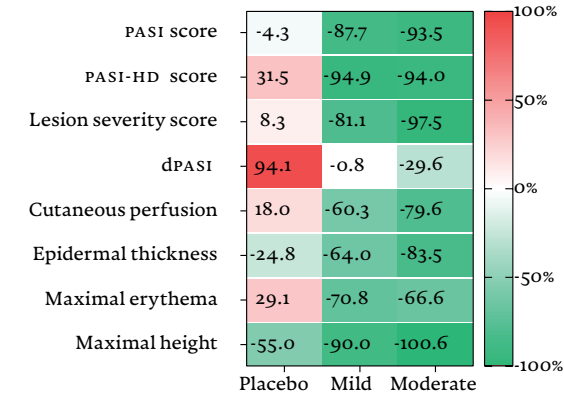 100%
PASI score -4.3 -87.7 -93.5
PASI-HD score 31.5 -94.9 -94.0
50%
Lesion severity score 8.3 -81.1 -97.5
dPASI 94.1 -0.8 -29.6
0%
Cutaneous perfusion 18.0 -60.3 -79.6
Epidermal thickness -24.8 -64.0 -83.5
-50%
Maximal erythema 29.1 -70.8 -66.6
Maximal height -55.0 -90.0 -100.6
-100%
Placebo Mild Moderate